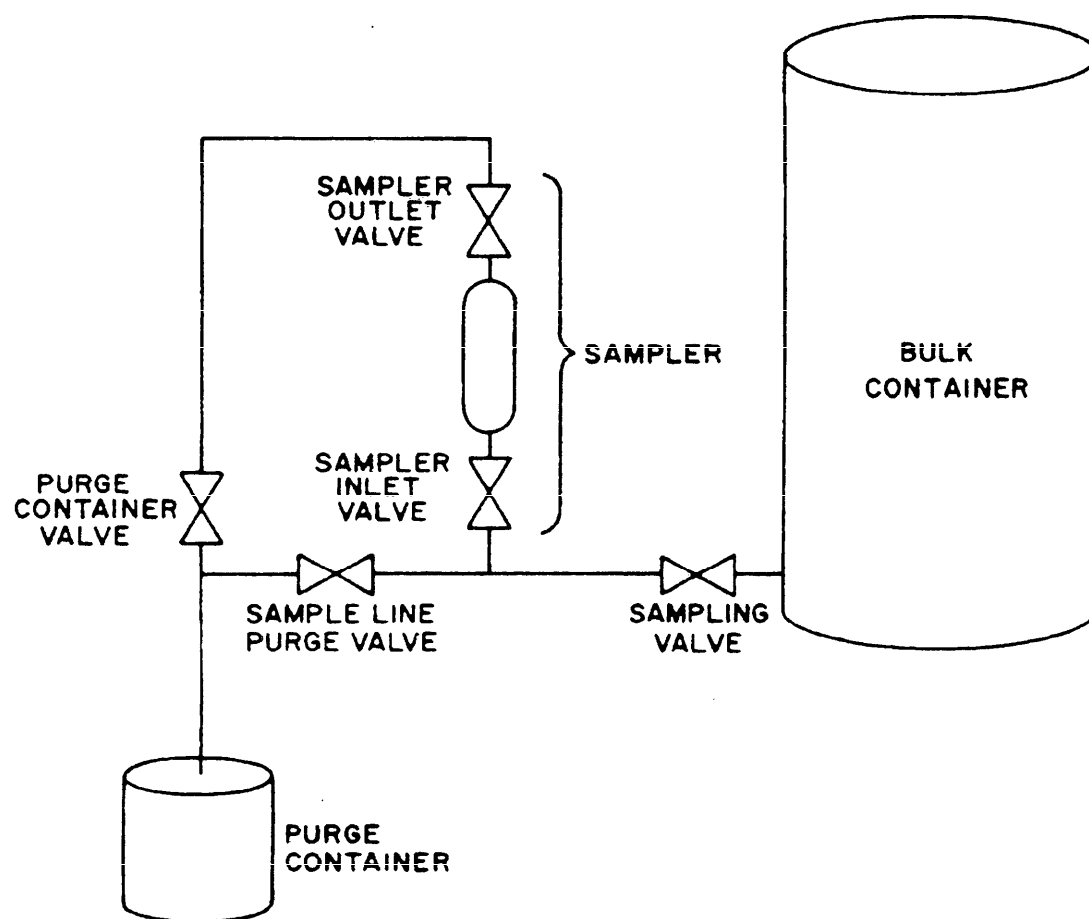 SAMPLER
OUTLET
VALVE
SAMPLER
BULK
CONTAINER
SAMPLER
INLET
VALVE
PURGE
CONTAINER
VALVE
SAMPLE LINE
PURGE VALVE
SAMPLING
VALVE
PURGE
CONTAINER